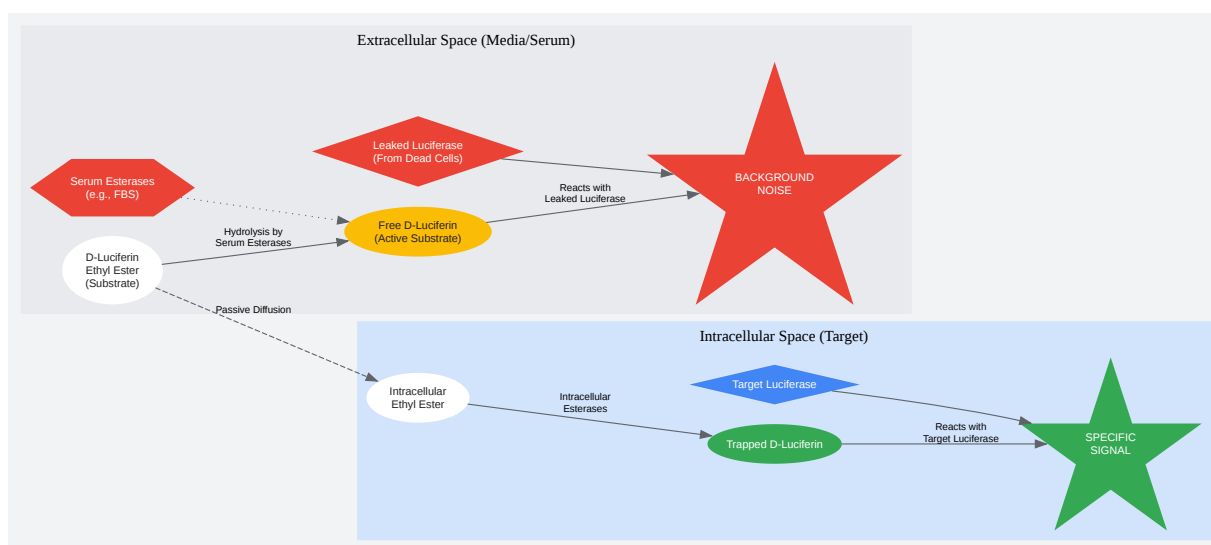 Extracellular Space (Media/Serum)
Leaked Luciferase
(From Dead Cells)
Serum Esterases
(e.g., FBS)
BACKGROUND
NOISE
Reacts with
Leaked Luciferase
Free D-Luciferin
(Active Substrate)
Hydrolysis by
Serum Esterases
D-Luciferin
Ethyl Ester
(Substrate)
Passive Diffusion
Intracellular Space (Target)
Intracellular
Ethyl Ester
Intracellular
Esterases
Target Luciferase
Trapped D-Luciferin
Reacts with
Target Luciferase
SPECIFIC
SIGNAL